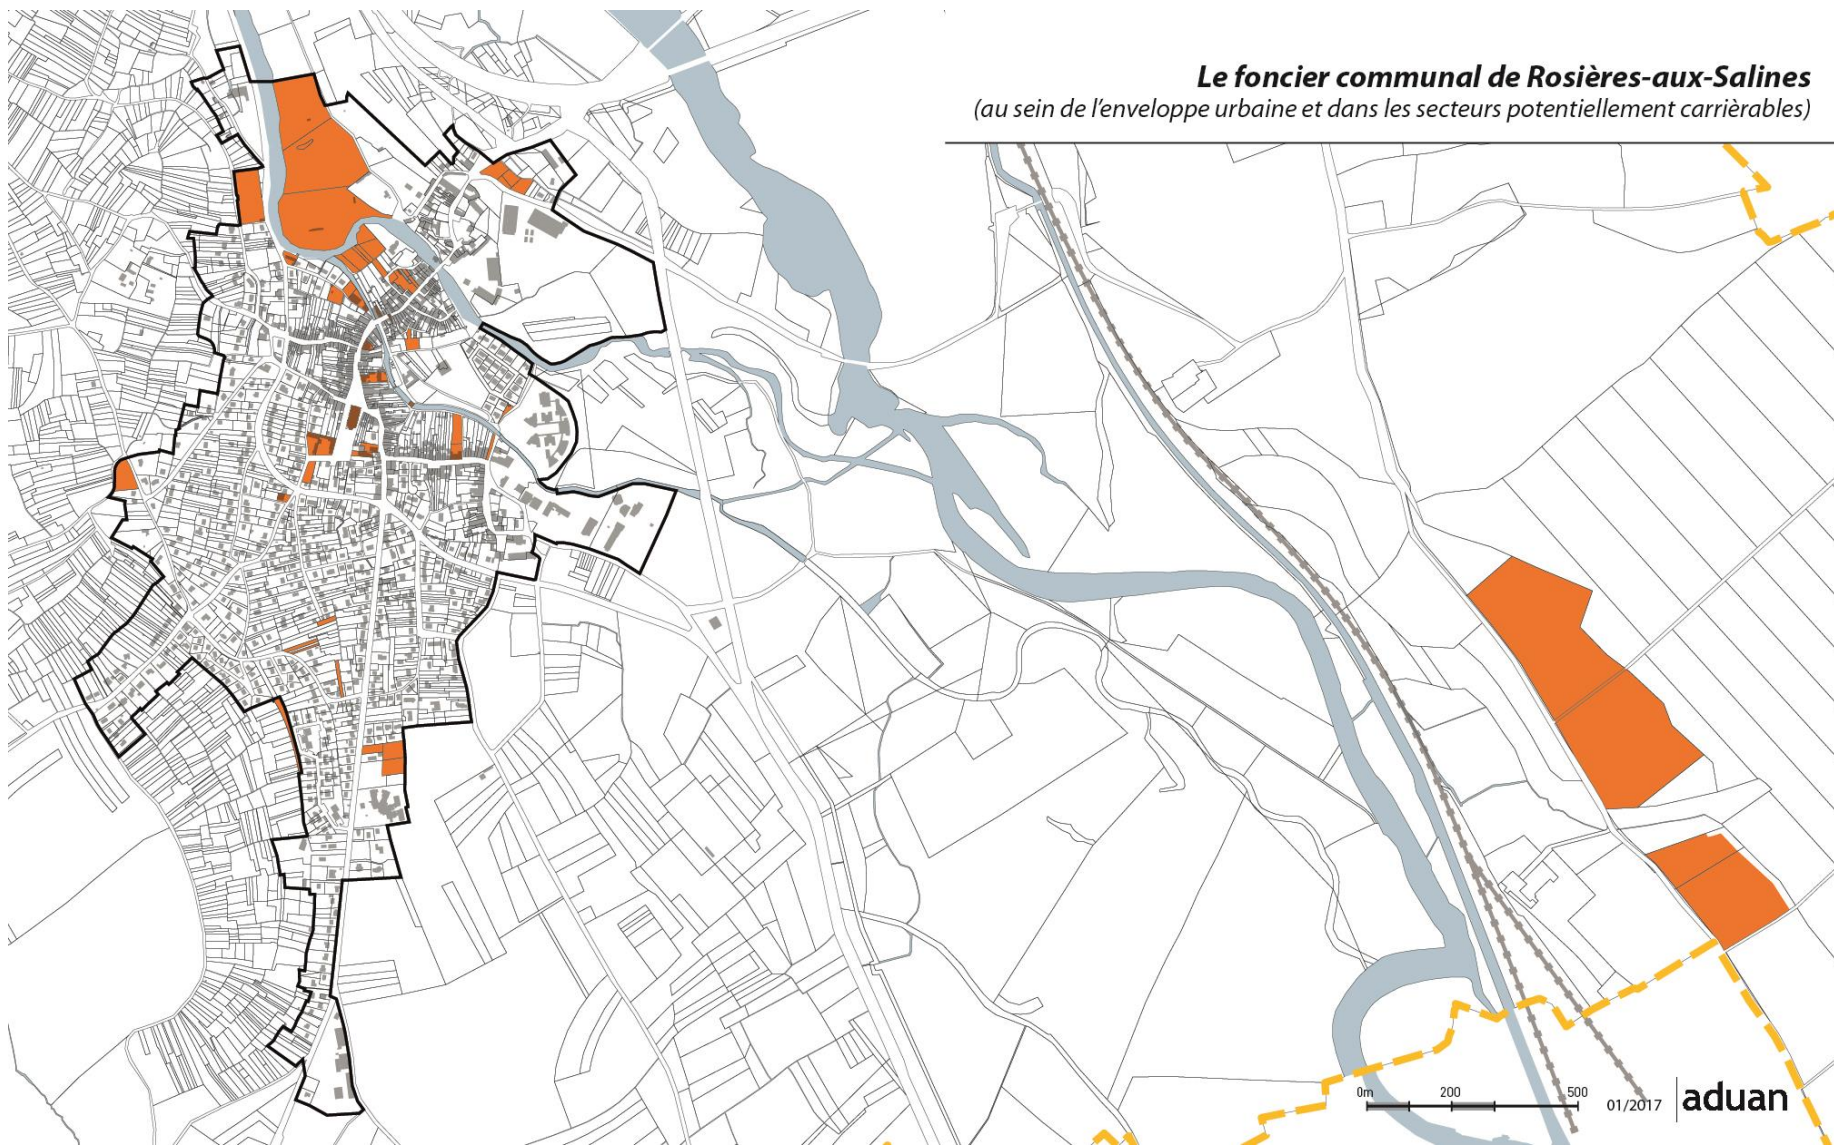 Le foncier communal de Rosières-aux-Salines
(au sein de l'enveloppe urbaine et dans les secteurs potentiellement carrièrables)
0m 200 500
01/2017 aduan